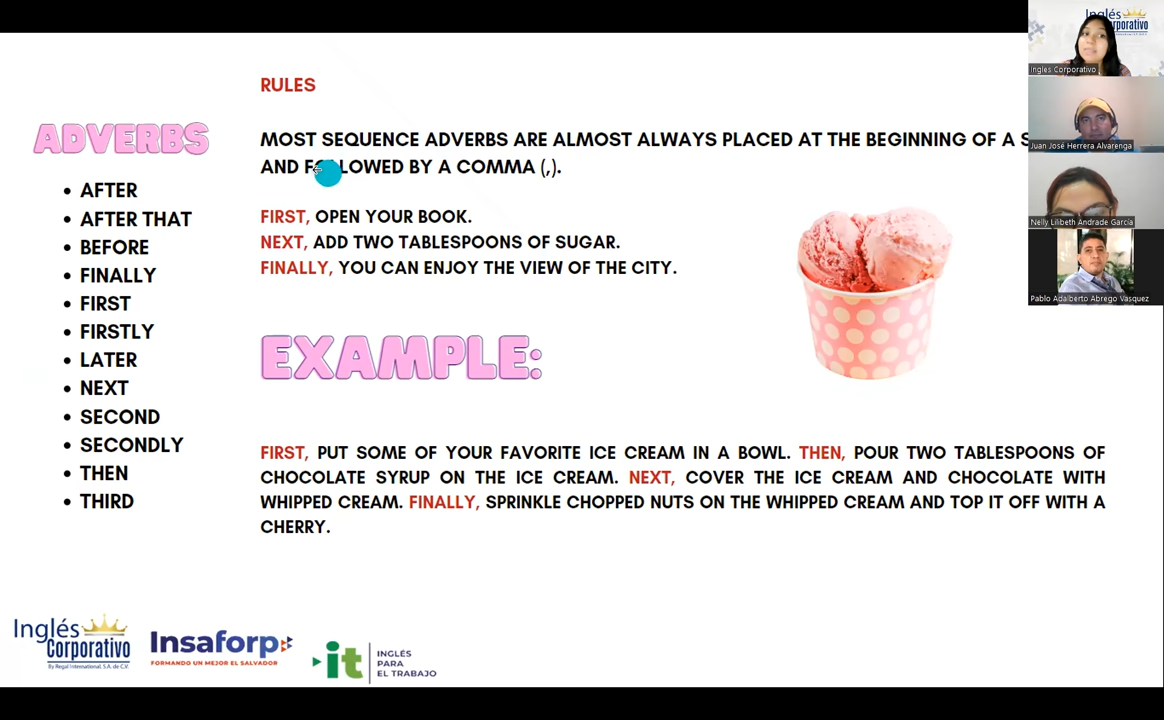 RULES
ADVERBS
MOST SEQUENCE ADVERBS ARE ALMOST ALWAYS PLACED AT THE BEGINNING OF A S
AND FOLLOWED BY A COMMA (,).
AFTER
AFTER THAT
BEFORE
FINALLY
FIRST
FIRSTLY
LATER
NEXT
SECOND
SECONDLY
THEN
THIRD
FIRST, OPEN YOUR BOOK.
NEXT, ADD TWO TABLESPOONS OF SUGAR.
FINALLY, YOU CAN ENJOY THE VIEW OF THE CITY.
EXAMPLE:
FIRST, PUT SOME OF YOUR FAVORITE ICE CREAM IN A BOWL. THEN, POUR TWO TABLESPOONS OF
CHOCOLATE SYRUP ON THE ICE CREAM. NEXT, COVER THE ICE CREAM AND CHOCOLATE WITH
WHIPPED CREAM. FINALLY, SPRINKLE CHOPPED NUTS ON THE WHIPPED CREAM AND TOP IT OFF WITH A
CHERRY.
Inglés
Corporativo
By Regal International, S.A. de C.V.
Insaforp
FORMANDO UN MEJOR EL SALVADOR
it
INGLÉS
PARA
EL TRABAJO
Inglés
Corporativo
Inglés Corporativo
Juan José Herrera Alvarenga
Nelly Lilibeth Andrade García
Pablo Adalberto Abrego Vasquez